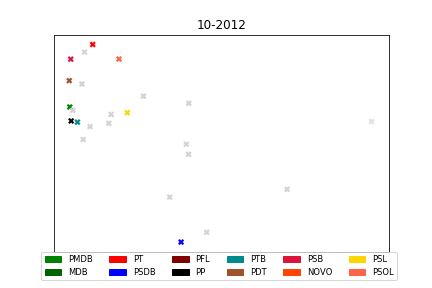 10-2012
PMDB PT PFL PTB PSB PSL
MDB PSDB PP PDT NOVO PSOL